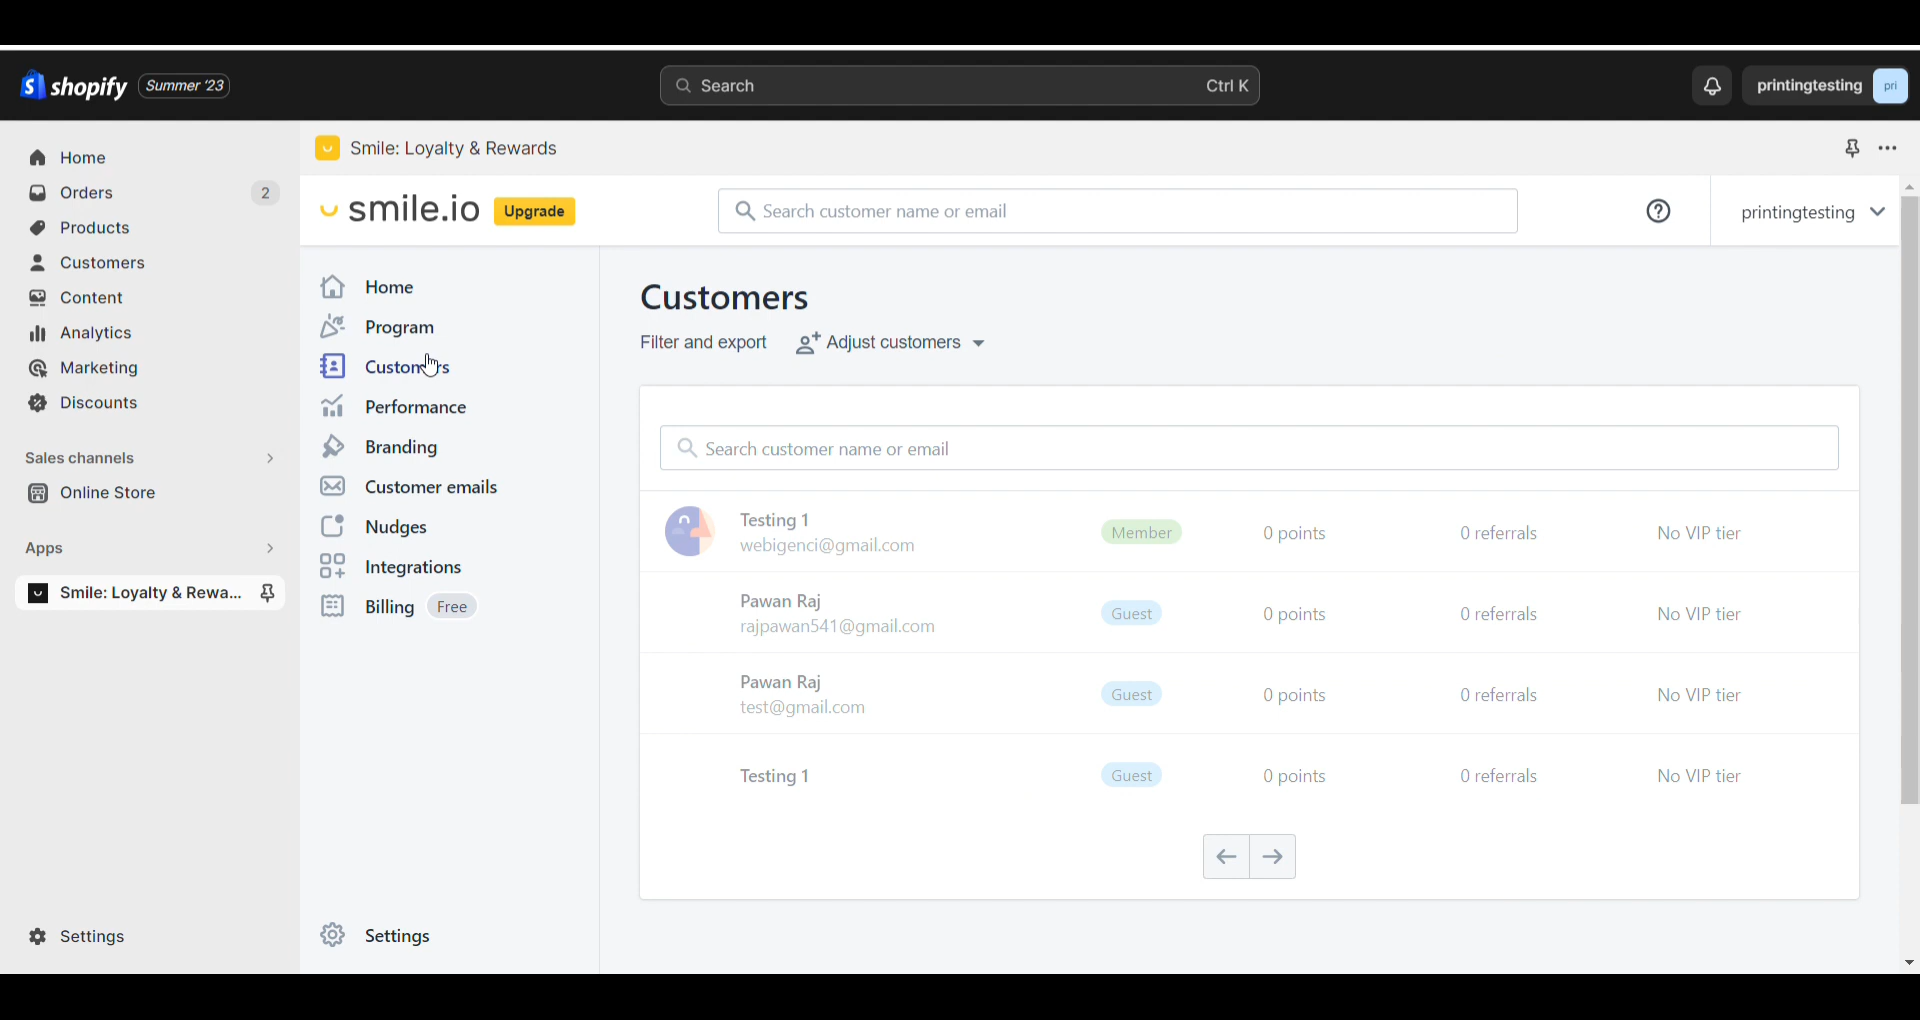 shopify Summer '23
Search Ctrl K
printingtesting pri
Home
Orders 2
Products
Customers
Content
Analytics
Marketing
Discounts
Sales channels
Online Store
Apps
Smile: Loyalty & Rewa...
Settings
Smile: Loyalty & Rewards
smile.io Upgrade
Search customer name or email
printingtesting
Home
Program
Customers
Performance
Branding
Customer emails
Nudges
Integrations
Billing Free
Settings
Customers
Filter and export Adjust customers
Search customer name or email
Testing 1
webigenci@gmail.com
Member 0 points 0 referrals No VIP tier
Pawan Raj
rajpawan541@gmail.com
Guest 0 points 0 referrals No VIP tier
Pawan Raj
test@gmail.com
Guest 0 points 0 referrals No VIP tier
Testing 1 Guest 0 points 0 referrals No VIP tier